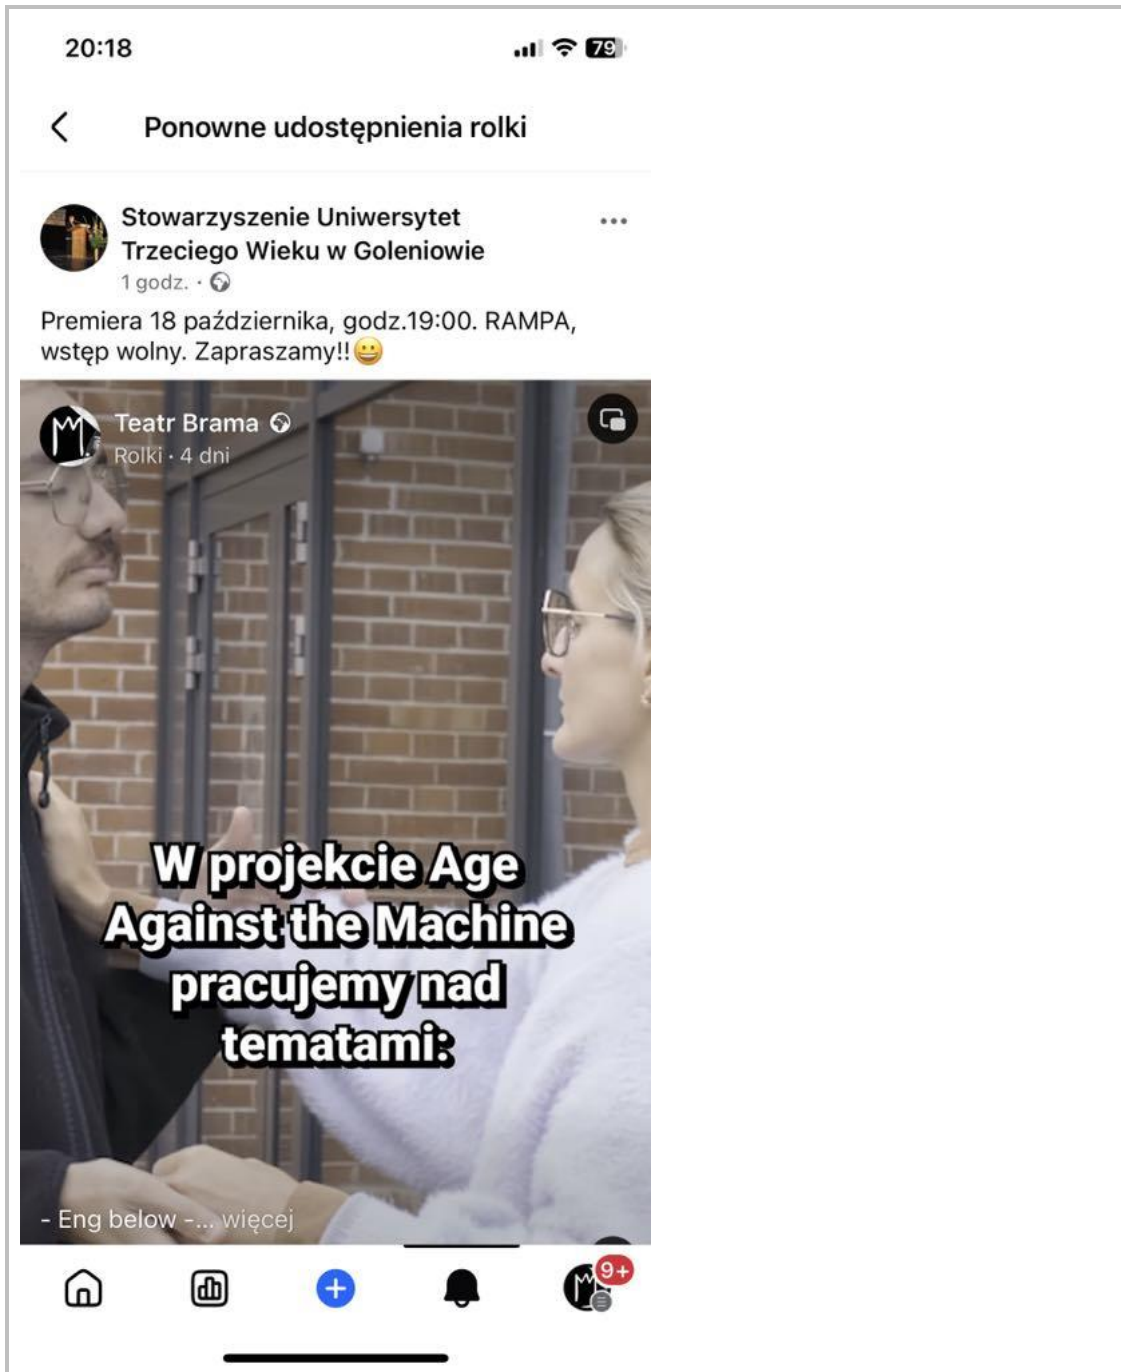 20:18
79
Ponowne udostępnienia rolki
Stowarzyszenie Uniwersytet
Trzeciego Wieku w Goleniowie
1 godz. ·
Premiera 18 października, godz.19:00. RAMPA,
wstęp wolny. Zapraszamy!!😀
Teatr Brama
Rolki · 4 dni
W projekcie Age
Against the Machine
pracujemy nad
tematami:
- Eng below -... więcej
9+